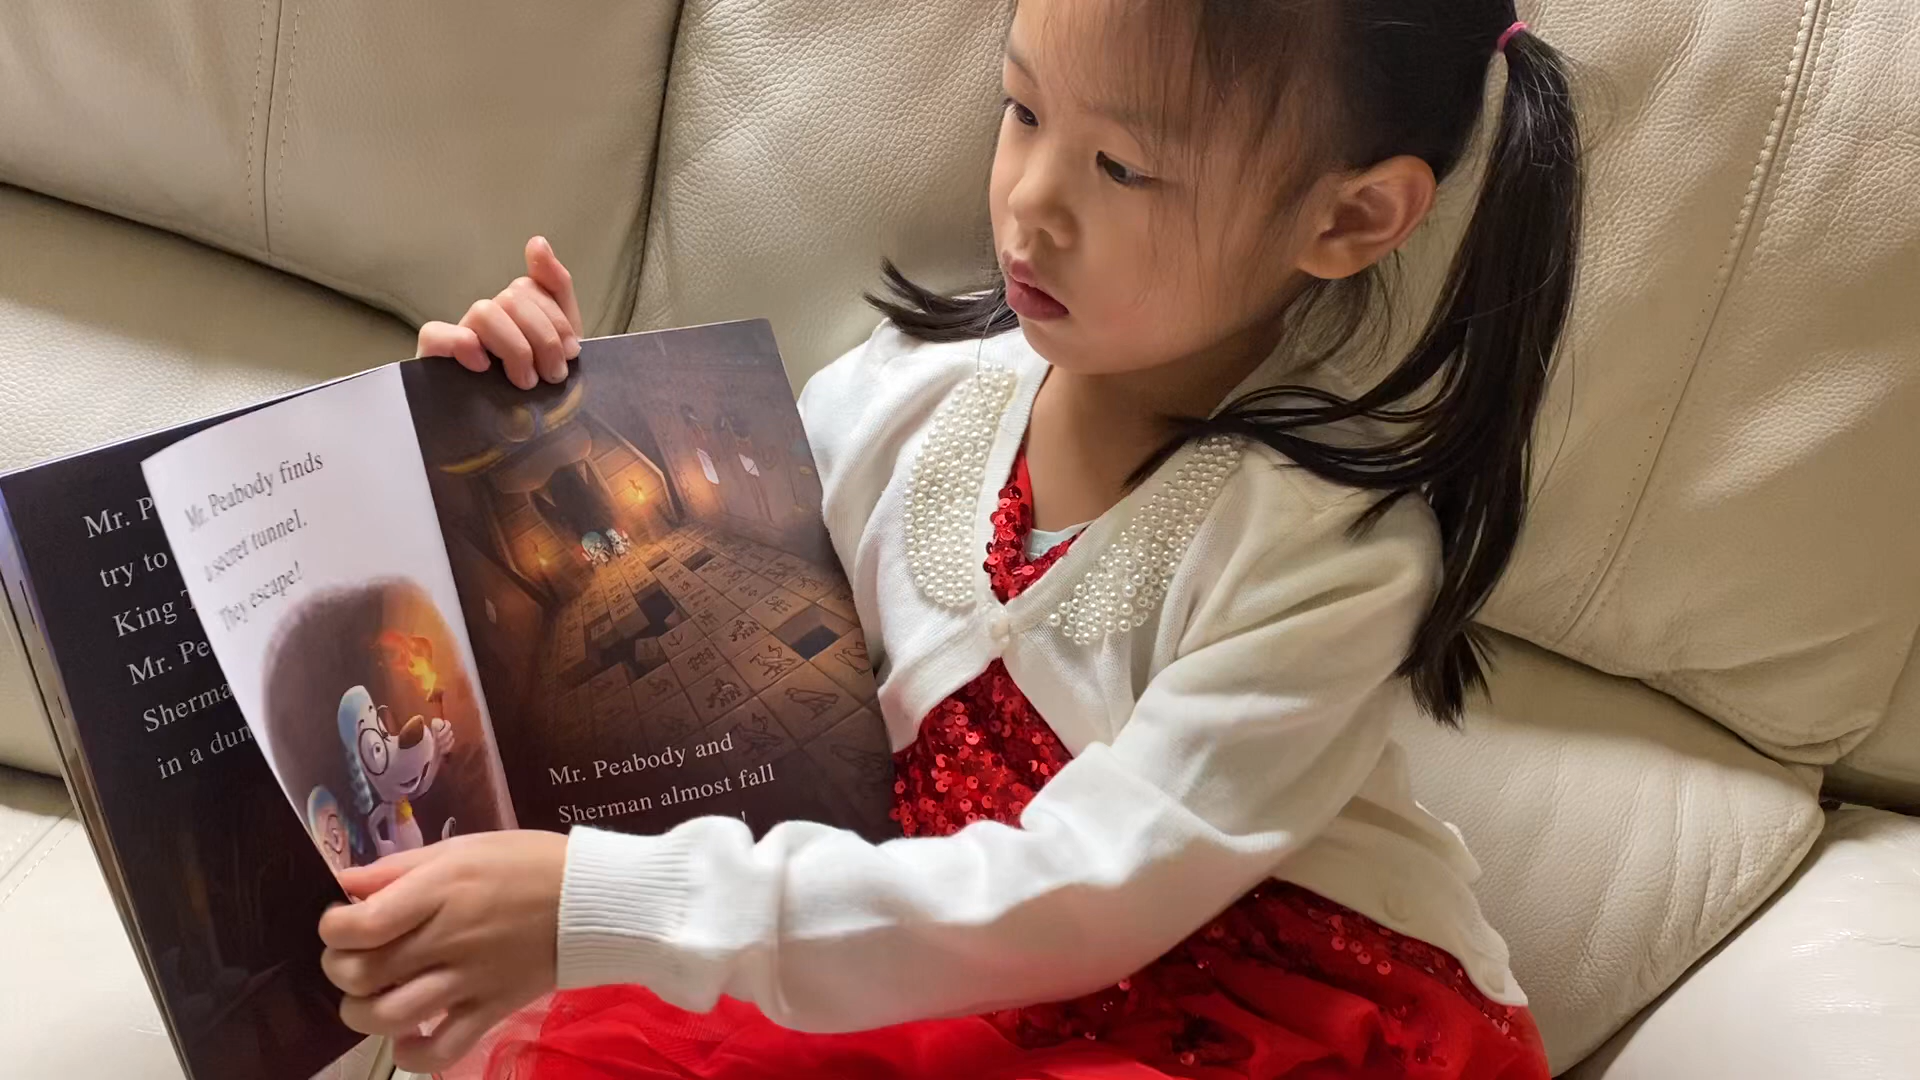 Mr. P
try to
King T
Mr. Pe
Sherma
in a dun
Mr. Peabody finds
a secret tunnel.
They escape!
Mr. Peabody and
Sherman almost fall